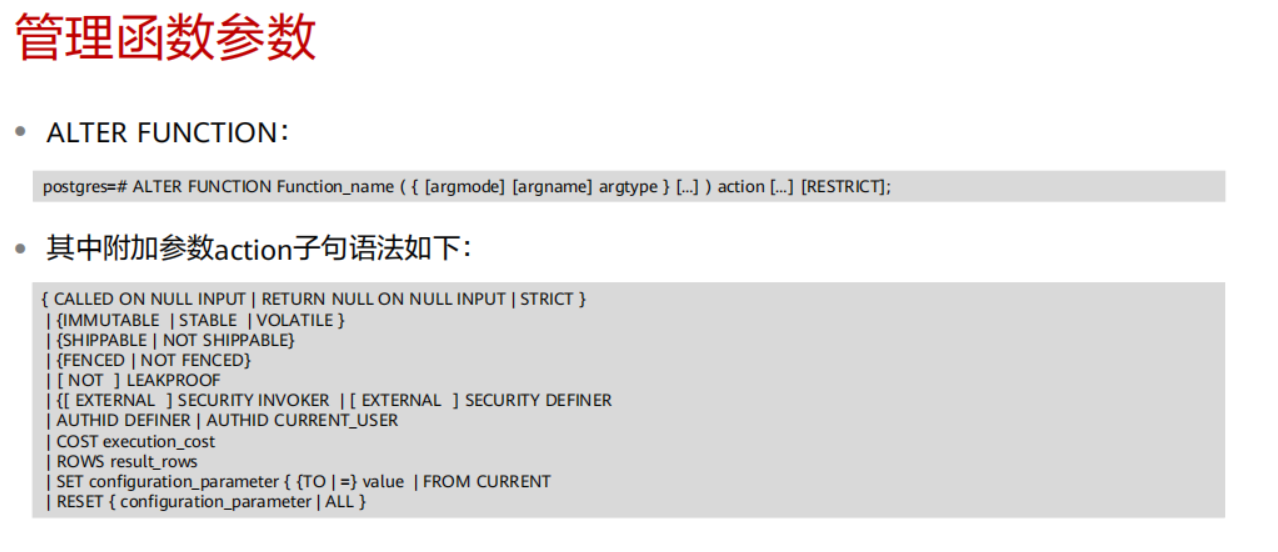 管理函数参数
• ALTER FUNCTION：
postgres=# ALTER FUNCTION Function_name ( { [argmode] [argname] argtype } [...] ) action [...] [RESTRICT];
• 其中附加参数action子句语法如下：
{ CALLED ON NULL INPUT | RETURN NULL ON NULL INPUT | STRICT }
| {IMMUTABLE | STABLE | VOLATILE }
| {SHIPPABLE | NOT SHIPPABLE}
| {FENCED | NOT FENCED}
| [ NOT ] LEAKPROOF
| {[ EXTERNAL ] SECURITY INVOKER | [ EXTERNAL ] SECURITY DEFINER
| AUTHID DEFINER | AUTHID CURRENT_USER
| COST execution_cost
| ROWS result_rows
| SET configuration_parameter { {TO | =} value | FROM CURRENT
| RESET { configuration_parameter | ALL }